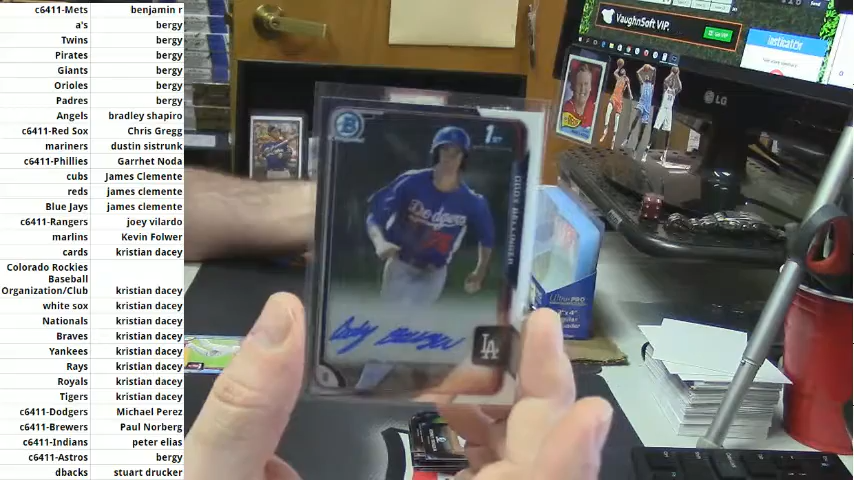 c6411-Mets benjamin r
a's bergy
Twins bergy
Pirates bergy
Giants bergy
Orioles bergy
Padres bergy
Angels bradley shapiro
c6411-Red Sox Chris Gregg
mariners dustin sistrunk
c6411-Phillies Garrhet Noda
cubs James Clemente
reds james clemente
Blue Jays james clemente
c6411-Rangers joey vilardo
marlins Kevin Folwer
cards kristian dacey
Colorado Rockies
Baseball
Organization/Club kristian dacey
white sox kristian dacey
Nationals kristian dacey
Braves kristian dacey
Yankees kristian dacey
Rays kristian dacey
Royals kristian dacey
Tigers kristian dacey
c6411-Dodgers Michael Perez
c6411-Brewers Paul Norberg
c6411-Indians peter elias
c6411-Astros bergy
dbacks stuart drucker
B
1ST
CODY BELLINGER
Dodgers
LA
VaughnSoft VIP.
LG